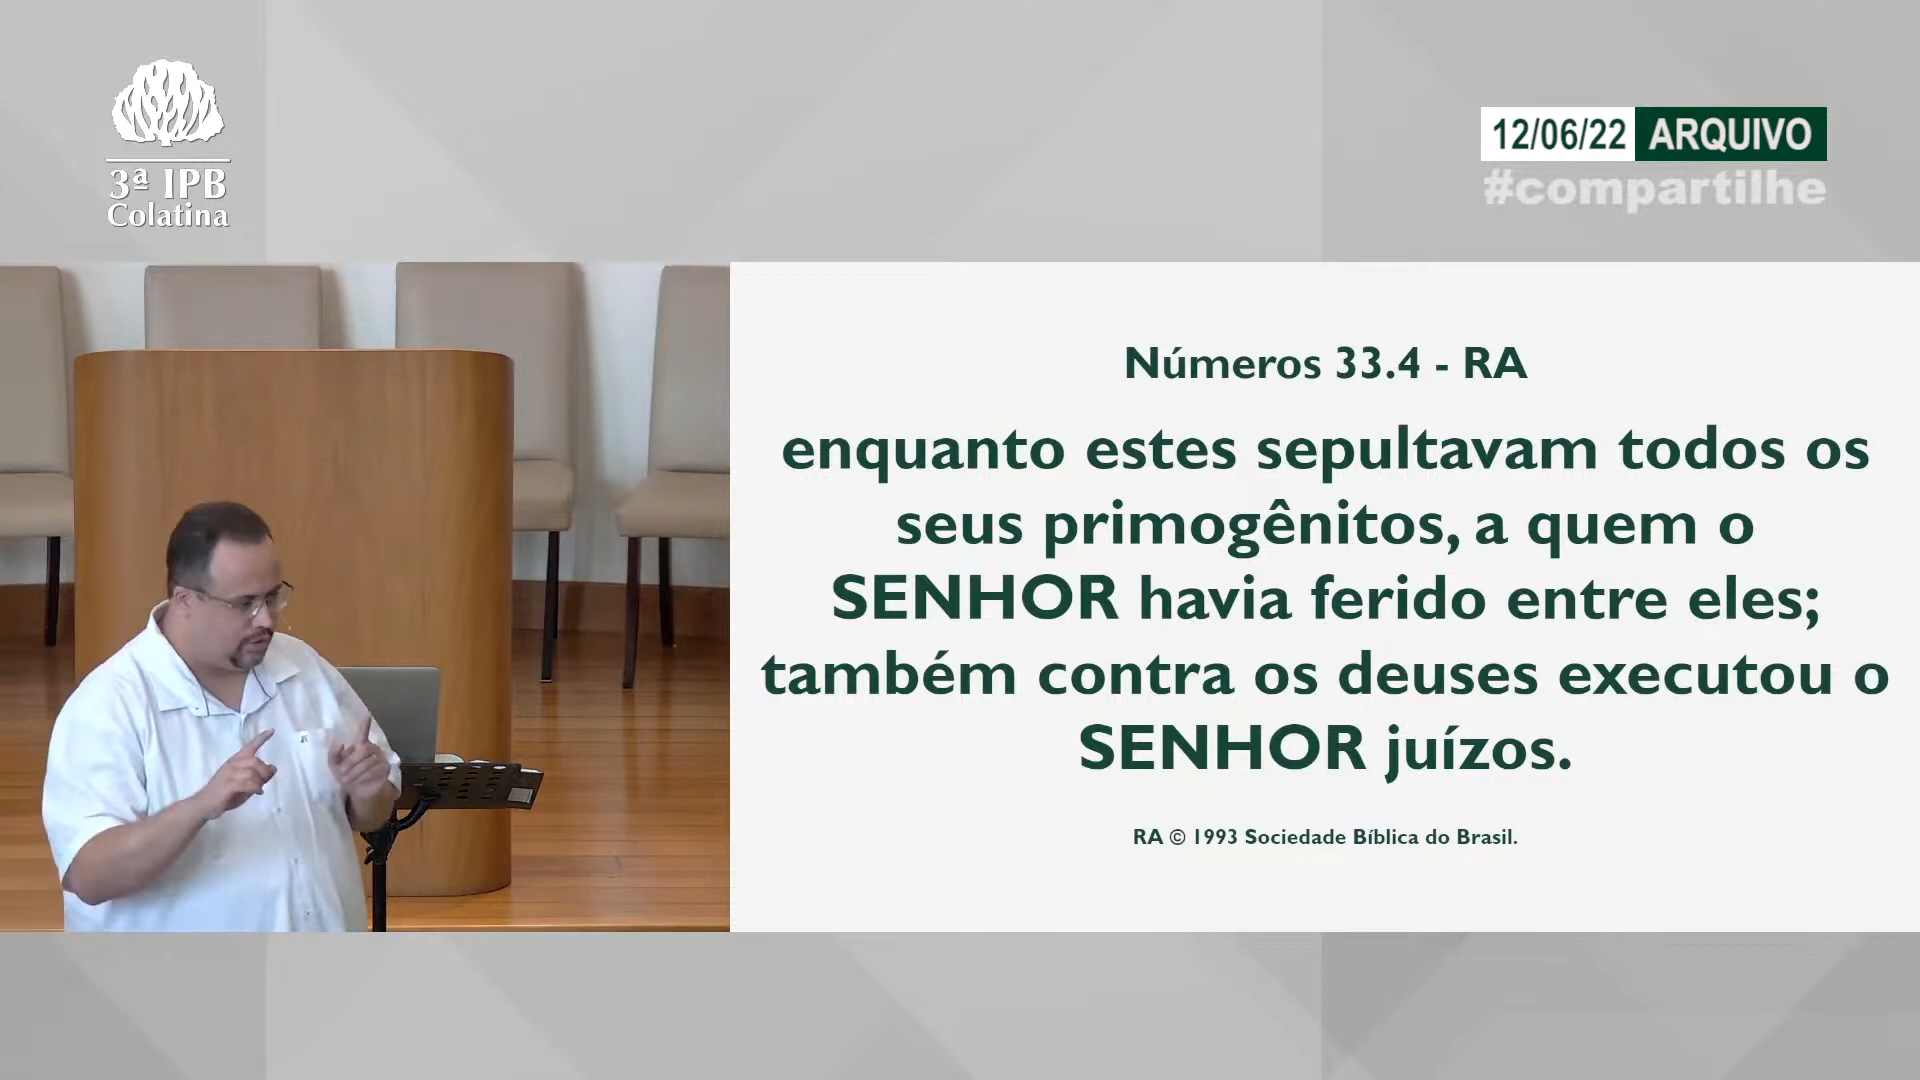 3ª IPB
Colatina
12/06/22 ARQUIVO
#compartilhe
Números 33.4 - RA
enquanto estes sepultavam todos os
seus primogênitos, a quem o
SENHOR havia ferido entre eles;
também contra os deuses executou o
SENHOR juízos.
RA © 1993 Sociedade Bíblica do Brasil.